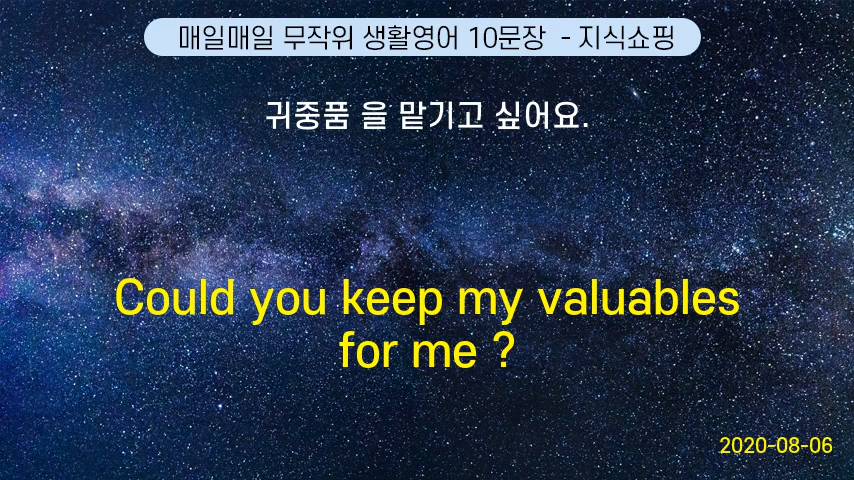 매일매일 무작위 생활영어 10문장 - 지식쇼핑
귀중품 을 맡기고 싶어요.
Could you keep my valuables
for me ?
2020-08-06